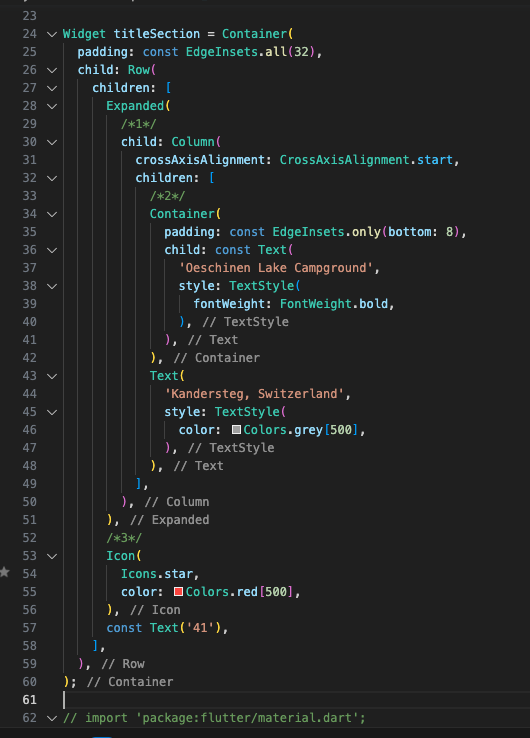 23
24 Widget titleSection = Container(
25   padding: const EdgeInsets.all(32),
26   child: Row(
27     children: [
28       Expanded(
29         /*1*/
30         child: Column(
31           crossAxisAlignment: CrossAxisAlignment.start,
32           children: [
33             /*2*/
34             Container(
35               padding: const EdgeInsets.only(bottom: 8),
36               child: const Text(
37                 'Oeschinen Lake Campground',
38                 style: TextStyle(
39                   fontWeight: FontWeight.bold,
40                 ), // TextStyle
41               ), // Text
42             ), // Container
43             Text(
44               'Kandersteg, Switzerland',
45               style: TextStyle(
46                 color: Colors.grey[500],
47               ), // TextStyle
48             ), // Text
49           ],
50         ), // Column
51       ), // Expanded
52       /*3*/
53       Icon(
54         Icons.star,
55         color: Colors.red[500],
56       ), // Icon
57       const Text('41'),
58     ],
59   ), // Row
60 ); // Container
61
62 // import 'package:flutter/material.dart';